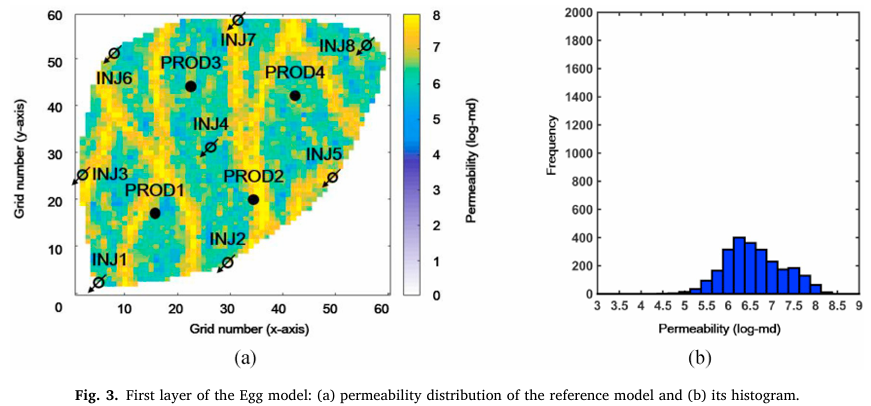 60
50
40
30
20
10
0
Grid number (y-axis)
INJ7
INJ8
INJ6
PROD3
PROD4
INJ4
INJ5
INJ3
PROD1
PROD2
INJ2
INJ1
10 20 30 40 50 60
Grid number (x-axis)
8
7
6
5
4
3
2
1
0
Permeability (log-md)
(a)
2000
1800
1600
1400
1200
1000
800
600
400
200
0
Frequency
3 3.5 4 4.5 5 5.5 6 6.5 7 7.5 8 8.5 9
Permeability (log-md)
(b)
Fig. 3. First layer of the Egg model: (a) permeability distribution of the reference model and (b) its histogram.